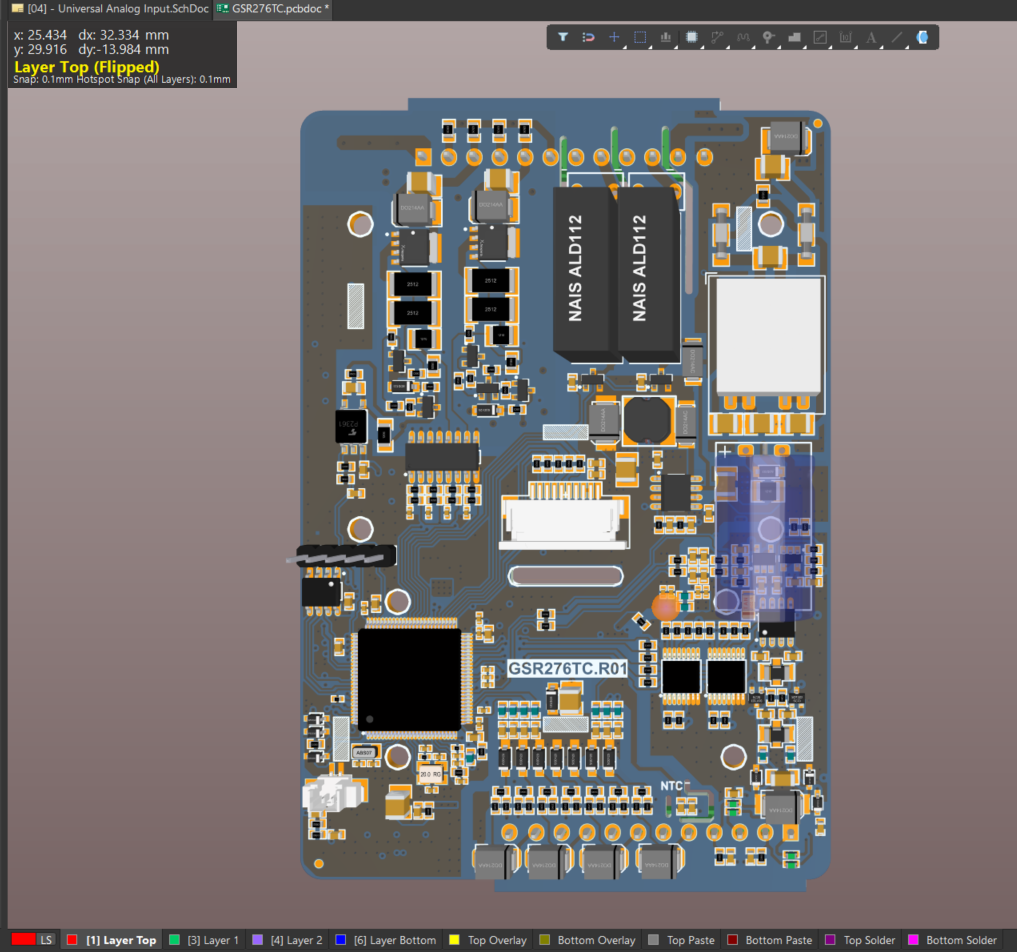 [04] - Universal Analog Input.SchDoc
GSR276TC.pcbdoc *
x: 25.434 dx: 32.334 mm
y: 29.916 dy:-13.984 mm
Layer Top (Flipped)
Snap: 0.1mm Hotspot Snap (All Layers): 0.1mm
A
NAIS ALD112
NAIS ALD112
2512
2512
2512
2512
GSR276TC.R01
20.0 RG
NTC
LS
[1] Layer Top
[3] Layer 1
[4] Layer 2
[6] Layer Bottom
Top Overlay
Bottom Overlay
Top Paste
Bottom Paste
Top Solder
Bottom Solder